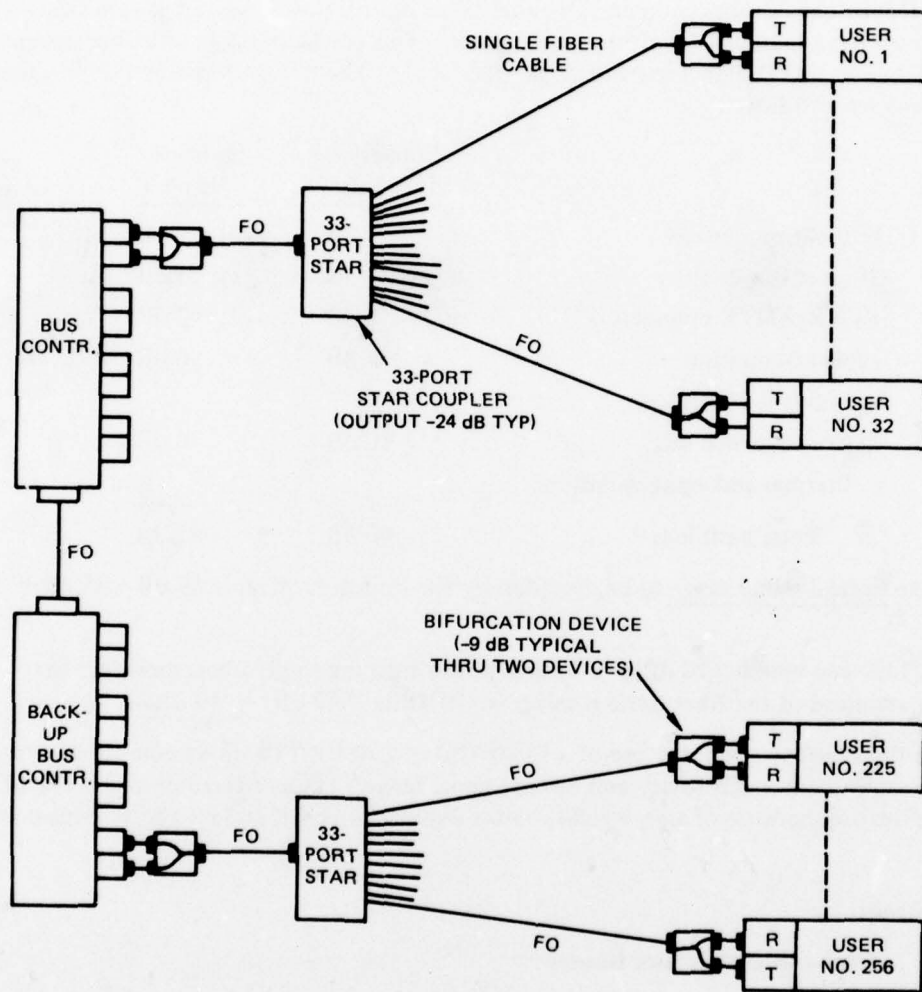 SINGLE FIBER
CABLE
T
R
USER
NO. 1
FO
33-
PORT
STAR
BUS
CONTR.
FO
33-PORT
STAR COUPLER
(OUTPUT -24 dB TYP)
T
R
USER
NO. 32
FO
BIFURCATION DEVICE
(-9 dB TYPICAL
THRU TWO DEVICES)
BACK-
UP
BUS
CONTR.
T
R
USER
NO. 225
FO
FO
33-
PORT
STAR
FO
R
T
USER
NO. 256